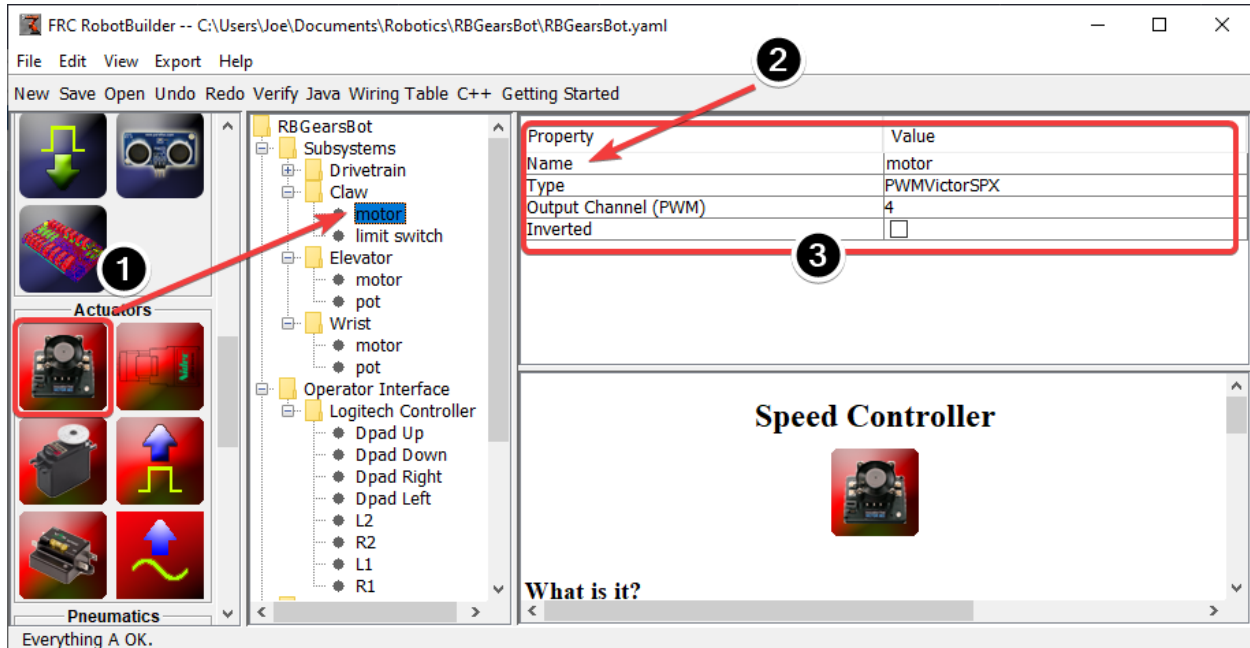 FRC RobotBuilder -- C:\Users\Joe\Documents\Robotics\RBGearsBot\RBGearsBot.yaml
File Edit View Export Help
New Save Open Undo Redo Verify Java Wiring Table C++ Getting Started
1
Actuators
Pneumatics
RBGearsBot
Subsystems
Drivetrain
Claw
motor
limit switch
Elevator
motor
pot
Wrist
motor
pot
Operator Interface
Logitech Controller
Dpad Up
Dpad Down
Dpad Right
Dpad Left
L2
R2
L1
R1
2
Property Value
Name motor
Type PWMVictorSPX
Output Channel (PWM) 4
Inverted
3
Speed Controller
What is it?
Everything A OK.